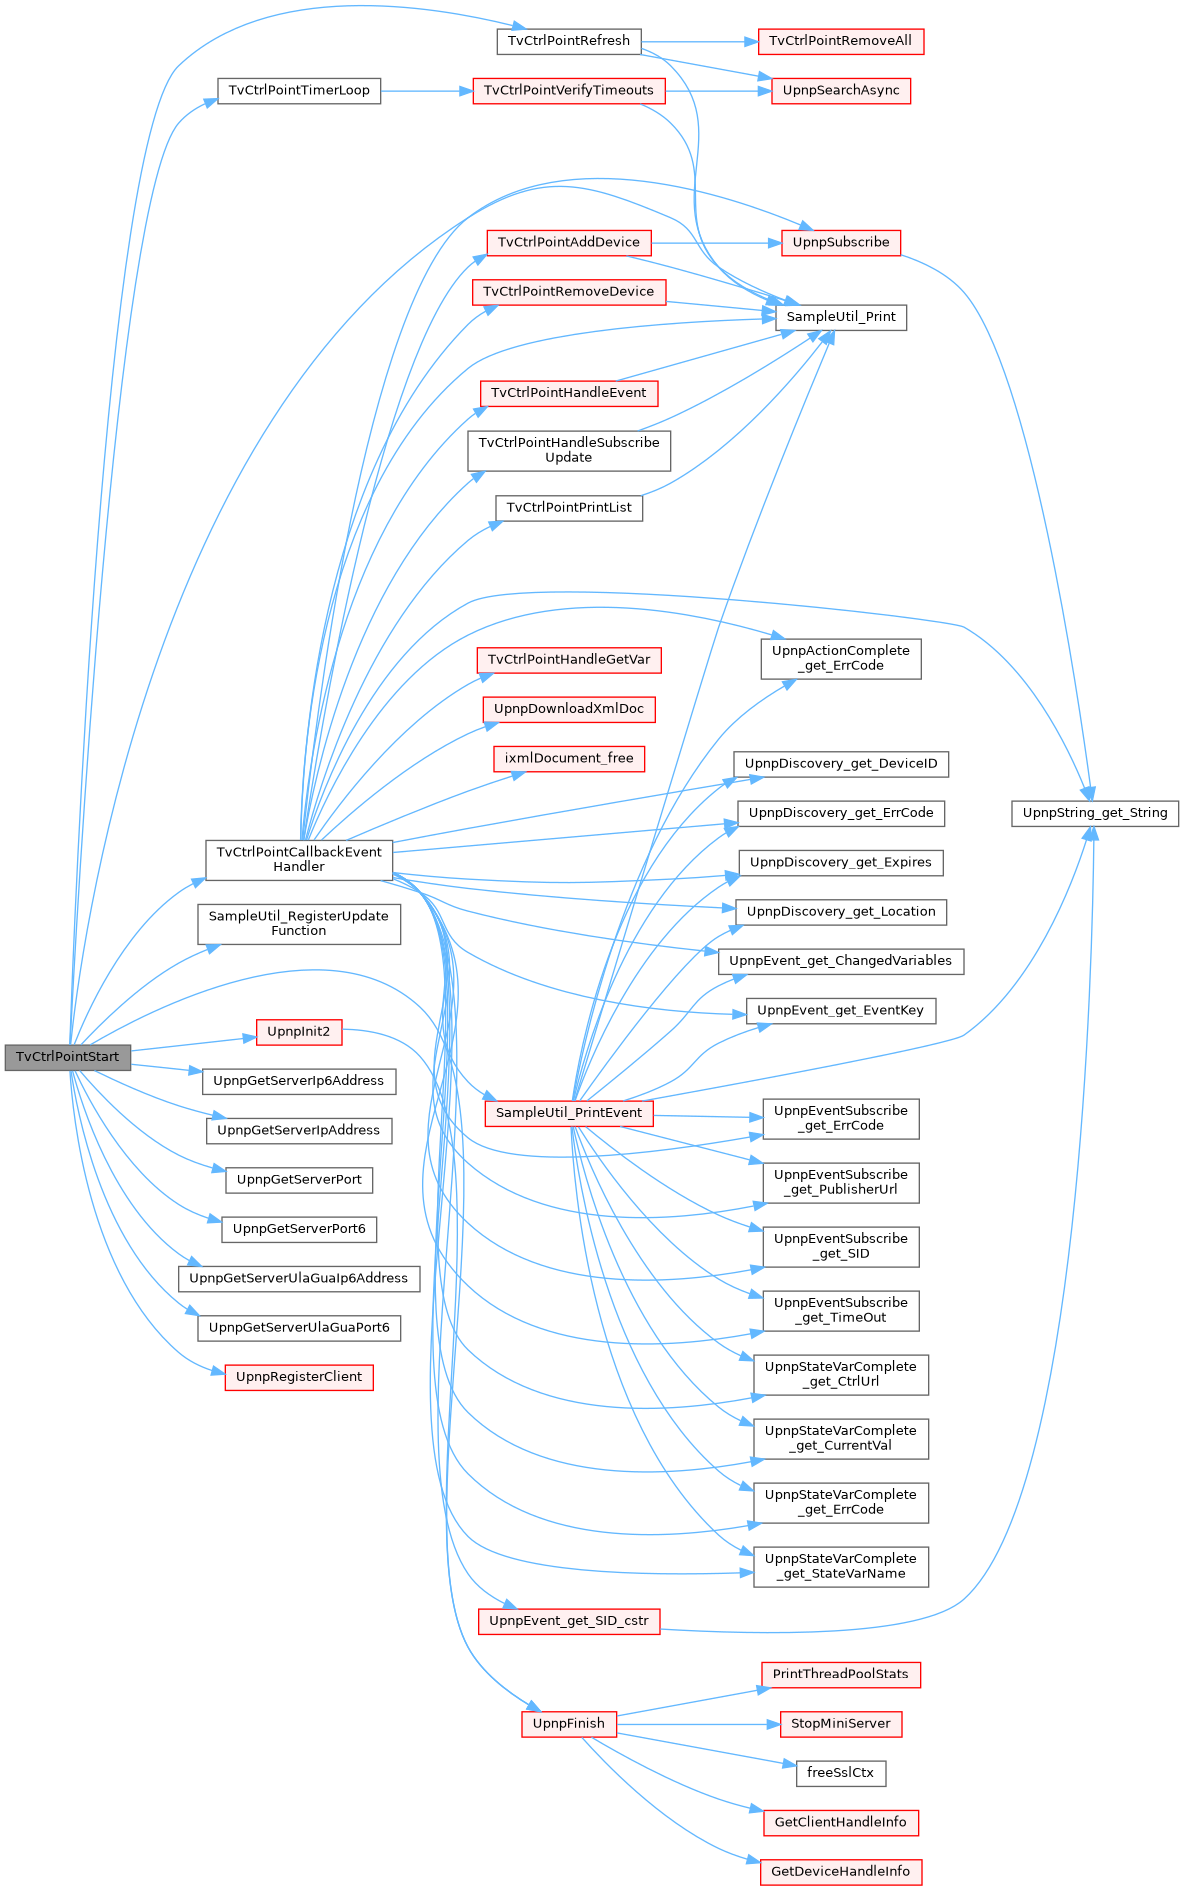 TvCtrlPointRefresh
TvCtrlPointRemoveAll
TvCtrlPointTimerLoop
TvCtrlPointVerifyTimeouts
UpnpSearchAsync
TvCtrlPointAddDevice
UpnpSubscribe
TvCtrlPointRemoveDevice
SampleUtil_Print
TvCtrlPointHandleEvent
TvCtrlPointHandleSubscribe
Update
TvCtrlPointPrintList
UpnpActionComplete
_get_ErrCode
TvCtrlPointHandleGetVar
UpnpDownloadXmlDoc
ixmlDocument_free
UpnpDiscovery_get_DeviceID
UpnpDiscovery_get_ErrCode
UpnpString_get_String
TvCtrlPointCallbackEvent
Handler
UpnpDiscovery_get_Expires
UpnpDiscovery_get_Location
SampleUtil_RegisterUpdate
Function
UpnpEvent_get_ChangedVariables
UpnpEvent_get_EventKey
UpnpInit2
TvCtrlPointStart
UpnpGetServerIp6Address
SampleUtil_PrintEvent
UpnpEventSubscribe
_get_ErrCode
UpnpGetServerIpAddress
UpnpGetServerPort
UpnpEventSubscribe
_get_PublisherUrl
UpnpGetServerPort6
UpnpEventSubscribe
_get_SID
UpnpGetServerUlaGuaIp6Address
UpnpEventSubscribe
_get_TimeOut
UpnpGetServerUlaGuaPort6
UpnpRegisterClient
UpnpStateVarComplete
_get_CtrlUrl
UpnpStateVarComplete
_get_CurrentVal
UpnpStateVarComplete
_get_ErrCode
UpnpStateVarComplete
_get_StateVarName
UpnpEvent_get_SID_cstr
PrintThreadPoolStats
UpnpFinish
StopMiniServer
freeSslCtx
GetClientHandleInfo
GetDeviceHandleInfo